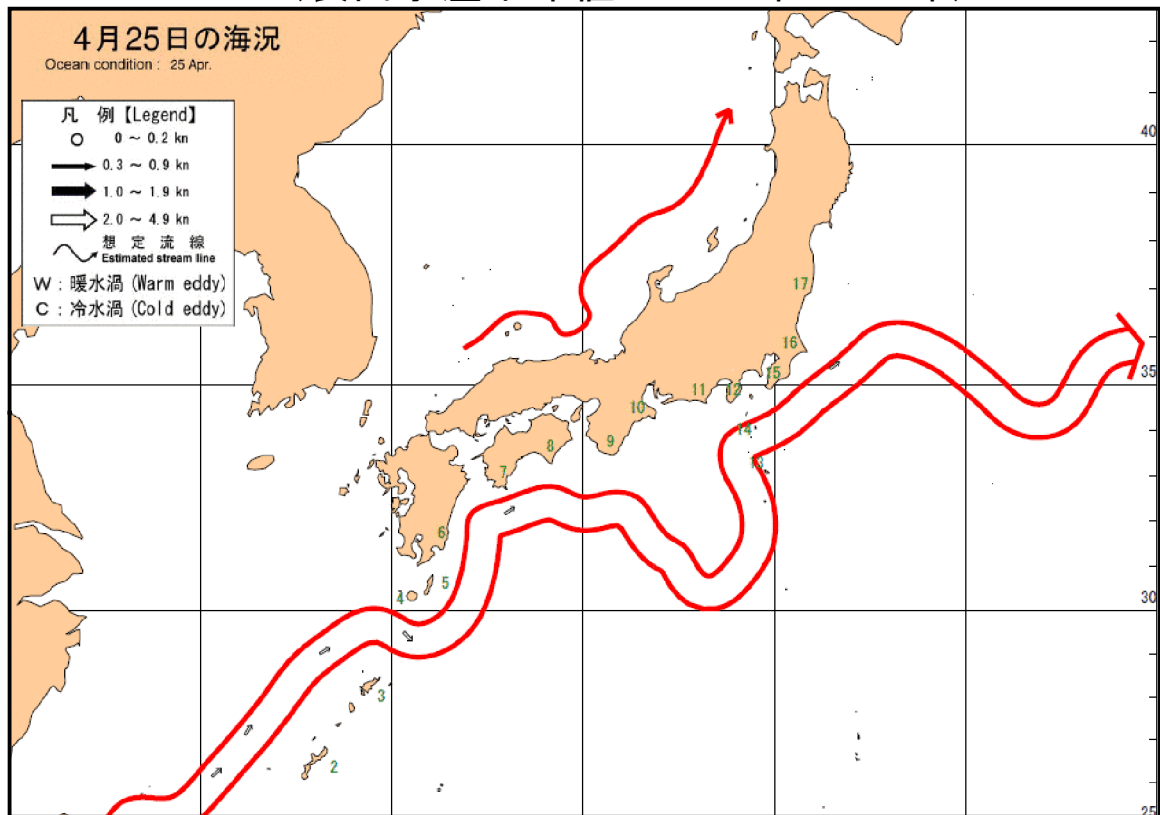 4月25日の海況
Ocean condition : 25 Apr.
凡 例【Legend】
0 ～ 0.2 kn
0.3 ～ 0.9 kn
1.0 ～ 1.9 kn
2.0 ～ 4.9 kn
想 定 流 線
Estimated stream line
W : 暖水渦 (Warm eddy)
C : 冷水渦 (Cold eddy)
40
17
16
35
15
12
11
10
14
9
8
13
7
6
5
4
30
3
2
25